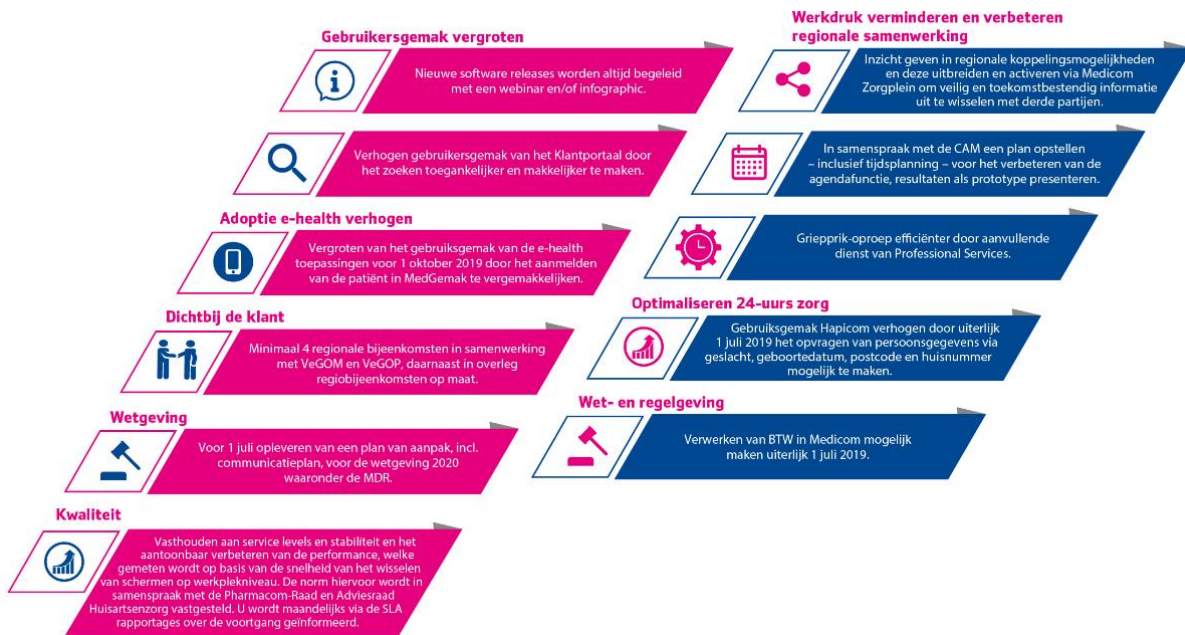 Gebruikersgemak vergroten
Nieuwe software releases worden altijd begeleid
met een webinar en/of infographic.
Verhogen gebruikersgemak van het Klantportaal door
het zoeken toegankelijker en makkelijker te maken.
Adoptie e-health verhogen
Vergroten van het gebruiksgemak van de e-health
toepassingen voor 1 oktober 2019 door het aanmelden
van de patiënt in MedGemak te vergemakkelijken.
Dichtbij de klant
Minimaal 4 regionale bijeenkomsten in samenwerking
met VeGOM en VeGOP, daarnaast in overleg
regiobijeenkomsten op maat.
Wetgeving
Voor 1 juli opleveren van een plan van aanpak, incl.
communicatieplan, voor de wetgeving 2020
waaronder de MDR.
Kwaliteit
Vasthouden aan service levels en stabiliteit en het
aantoonbaar verbeteren van de performance, welke
gemeten wordt op basis van de snelheid van het wisselen
van schermen op werkplekniveau. De norm hiervoor wordt in
samenspraak met de Pharmacom-Raad en Adviesraad
Huisartsenzorg vastgesteld. U wordt maandelijks via de SLA
rapportages over de voortgang geïnformeerd.
Werkdruk verminderen en verbeteren
regionale samenwerking
Inzicht geven in regionale koppelingsmogelijkheden
en deze uitbreiden en activeren via Medicom
Zorgplein om veilig en toekomstbestendig informatie
uit te wisselen met derde partijen.
In samenspraak met de CAM een plan opstellen
– inclusief tijdsplanning – voor het verbeteren van de
agendafunctie, resultaten als prototype presenteren.
Griepprik-oproep efficiënter door aanvullende
dienst van Professional Services.
Optimaliseren 24-uurs zorg
Gebruiksgemak Hapicom verhogen door uiterlijk
1 juli 2019 het opvragen van persoonsgegevens via
geslacht, geboortedatum, postcode en huisnummer
mogelijk te maken.
Wet- en regelgeving
Verwerken van BTW in Medicom mogelijk
maken uiterlijk 1 juli 2019.